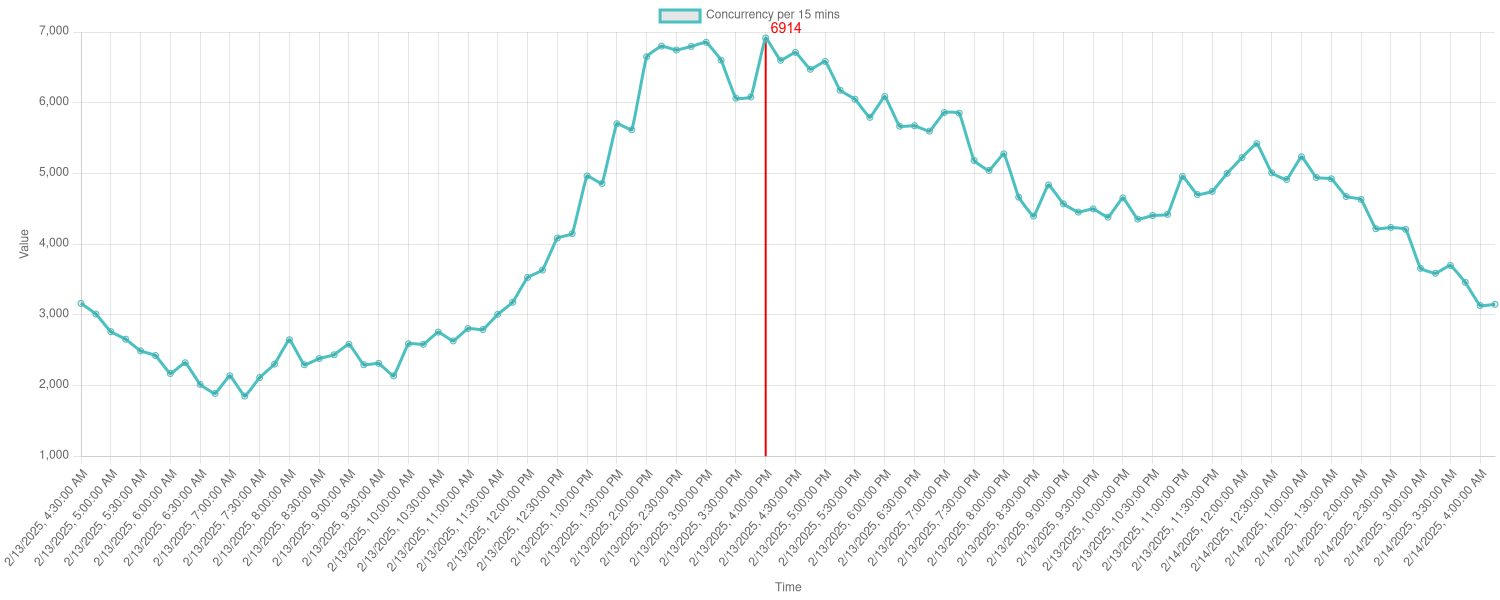 Concurrency per 15 mins
6914
7,000
6,000
5,000
4,000
3,000
2,000
1,000
Value
2/13/2025, 4:30:00 AM
2/13/2025, 5:00:00 AM
2/13/2025, 5:30:00 AM
2/13/2025, 6:00:00 AM
2/13/2025, 6:30:00 AM
2/13/2025, 7:00:00 AM
2/13/2025, 7:30:00 AM
2/13/2025, 8:00:00 AM
2/13/2025, 8:30:00 AM
2/13/2025, 9:00:00 AM
2/13/2025, 9:30:00 AM
2/13/2025, 10:00:00 AM
2/13/2025, 10:30:00 AM
2/13/2025, 11:00:00 AM
2/13/2025, 11:30:00 AM
2/13/2025, 12:00:00 PM
2/13/2025, 12:30:00 PM
2/13/2025, 1:00:00 PM
2/13/2025, 1:30:00 PM
2/13/2025, 2:00:00 PM
2/13/2025, 2:30:00 PM
2/13/2025, 3:00:00 PM
2/13/2025, 3:30:00 PM
2/13/2025, 4:00:00 PM
2/13/2025, 4:30:00 PM
2/13/2025, 5:00:00 PM
2/13/2025, 5:30:00 PM
2/13/2025, 6:00:00 PM
2/13/2025, 6:30:00 PM
2/13/2025, 7:00:00 PM
2/13/2025, 7:30:00 PM
2/13/2025, 8:00:00 PM
2/13/2025, 8:30:00 PM
2/13/2025, 9:00:00 PM
2/13/2025, 9:30:00 PM
2/13/2025, 10:00:00 PM
2/13/2025, 10:30:00 PM
2/13/2025, 11:00:00 PM
2/13/2025, 11:30:00 PM
2/14/2025, 12:00:00 AM
2/14/2025, 12:30:00 AM
2/14/2025, 1:00:00 AM
2/14/2025, 1:30:00 AM
2/14/2025, 2:00:00 AM
2/14/2025, 2:30:00 AM
2/14/2025, 3:00:00 AM
2/14/2025, 3:30:00 AM
2/14/2025, 4:00:00 AM
Time